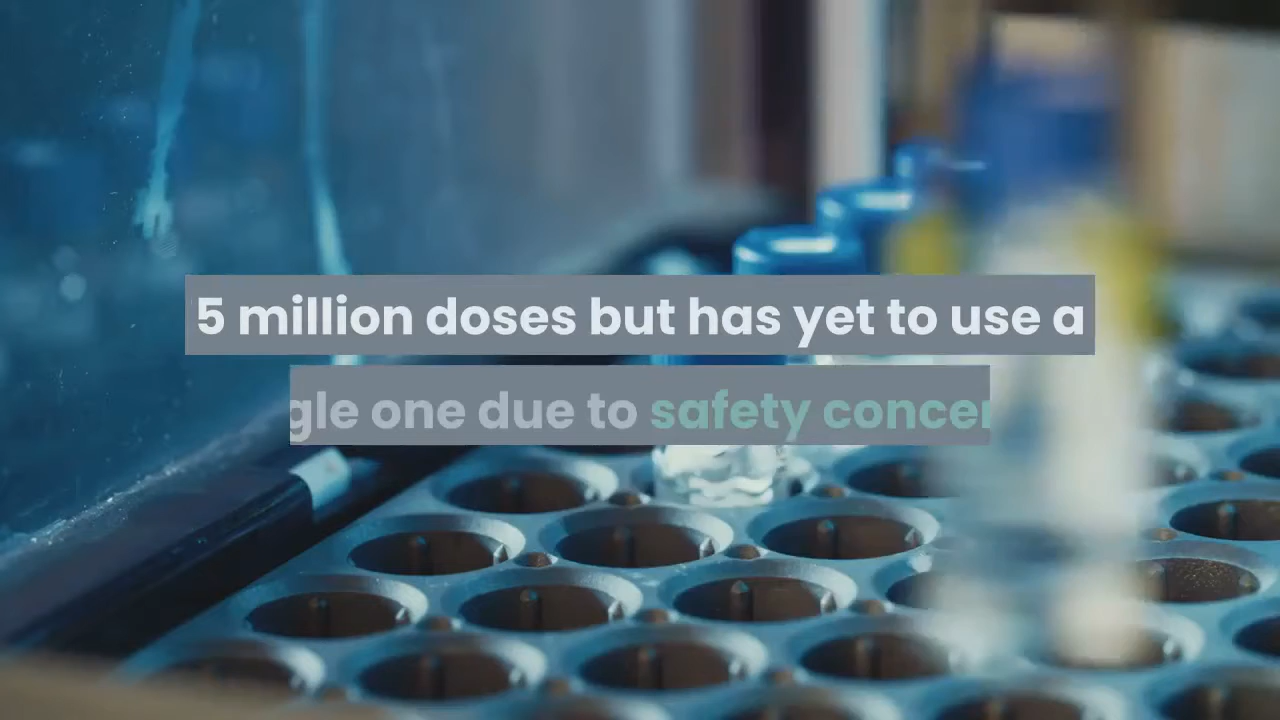 5 million doses but has yet to use a
gle one due to safety concer